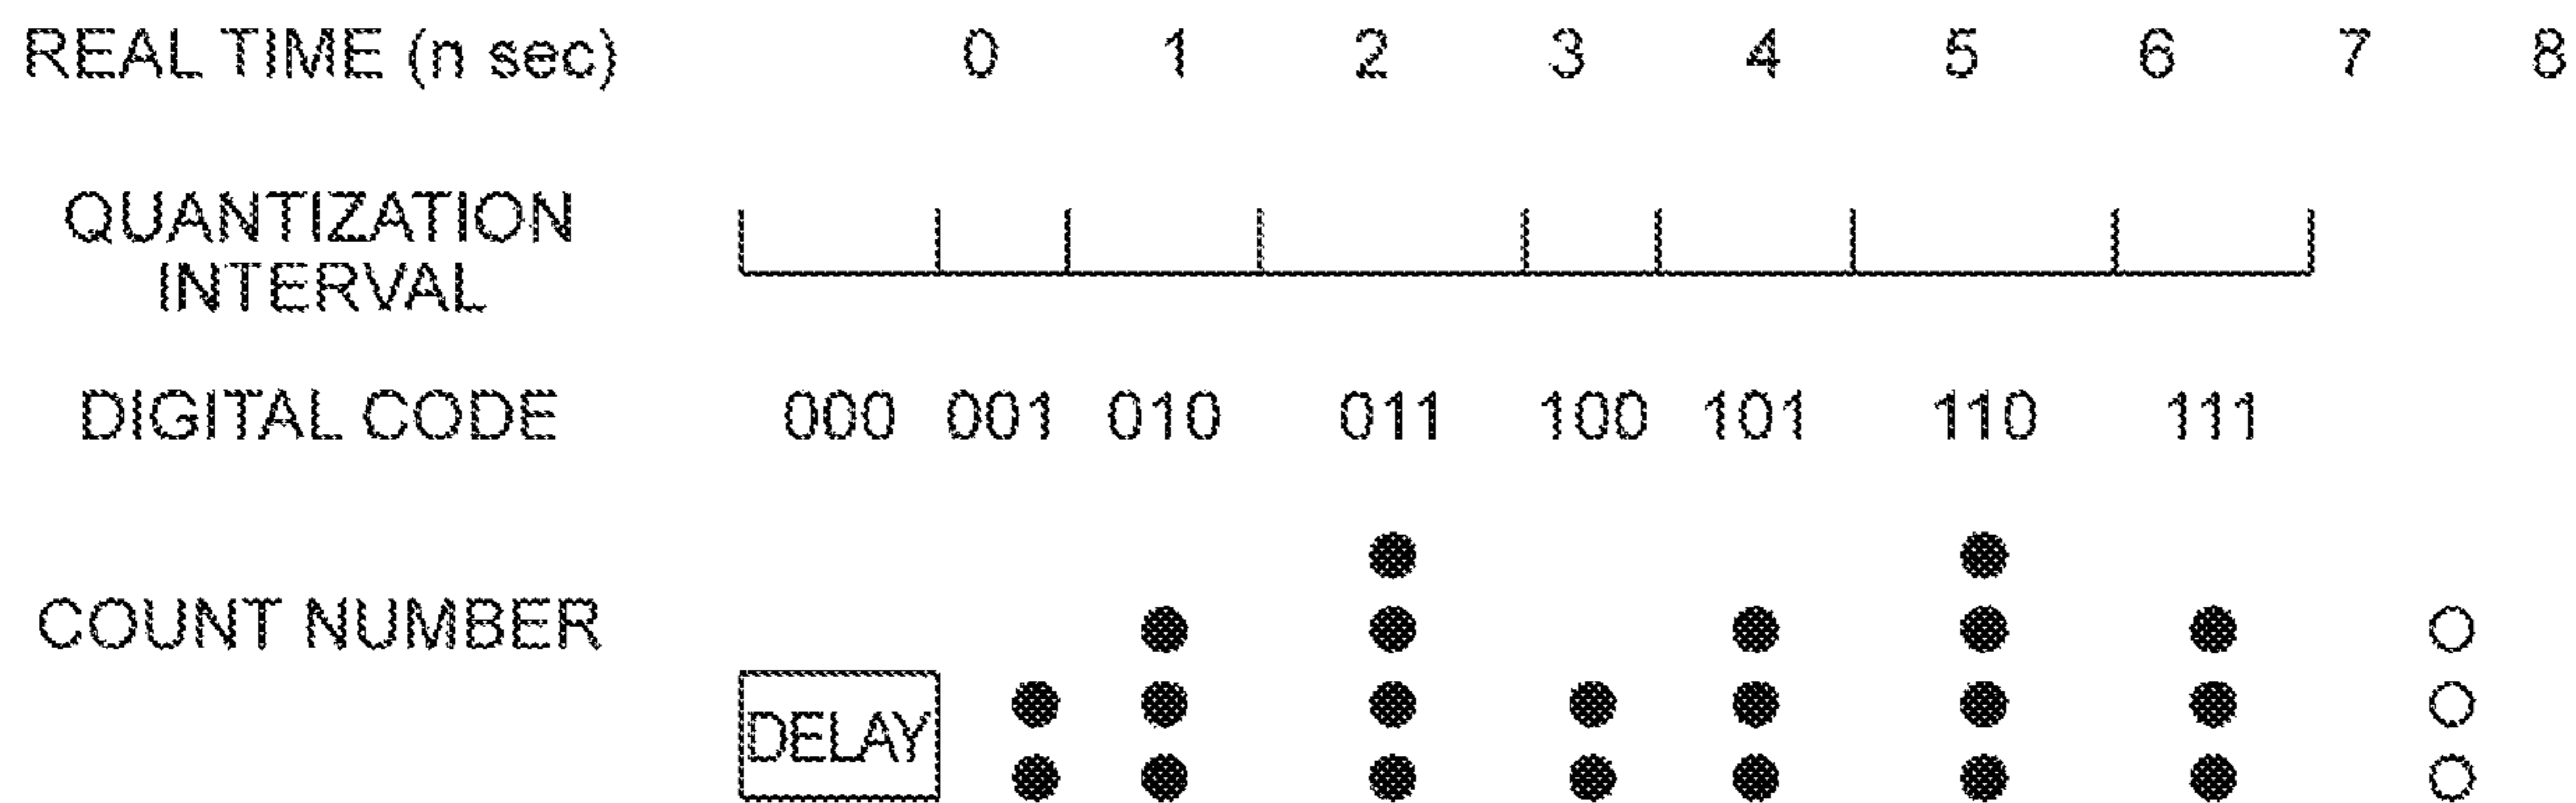 REAL TIME (n sec) 0 1 2 3 4 5 6 7 8
QUANTIZATION
INTERVAL
DIGITAL CODE 000 001 010 011 100 101 110 111
COUNT NUMBER
DELAY